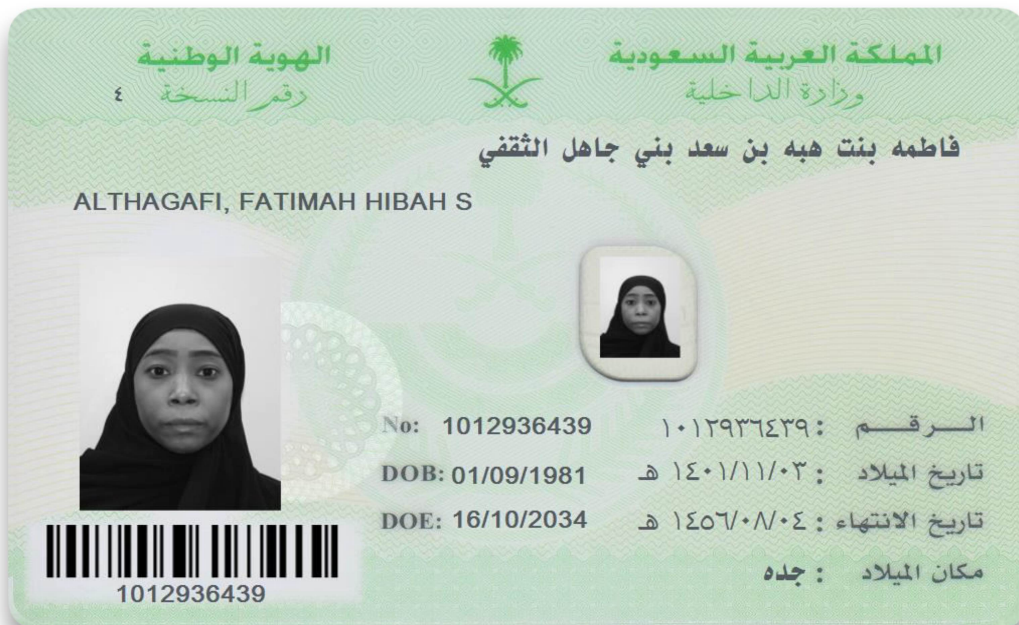 المملكة العربية السعودية
وزارة الداخلية
الهوية الوطنية
رقم النسخة ٤
فاطمه بنت هبه بن سعد بني جاهل الثقفي
ALTHAGAFI, FATIMAH HIBAH S
No: 1012936439 الـــرقـــم : ١٠١٢٩٣٦٤٣٩
DOB: 01/09/1981 تاريخ الميلاد : ١٤٠١/١١/٠٣ هـ
DOE: 16/10/2034 تاريخ الانتهاء : ١٤٥٦/٠٨/٠٤ هـ
مكان الميلاد : جده
1012936439